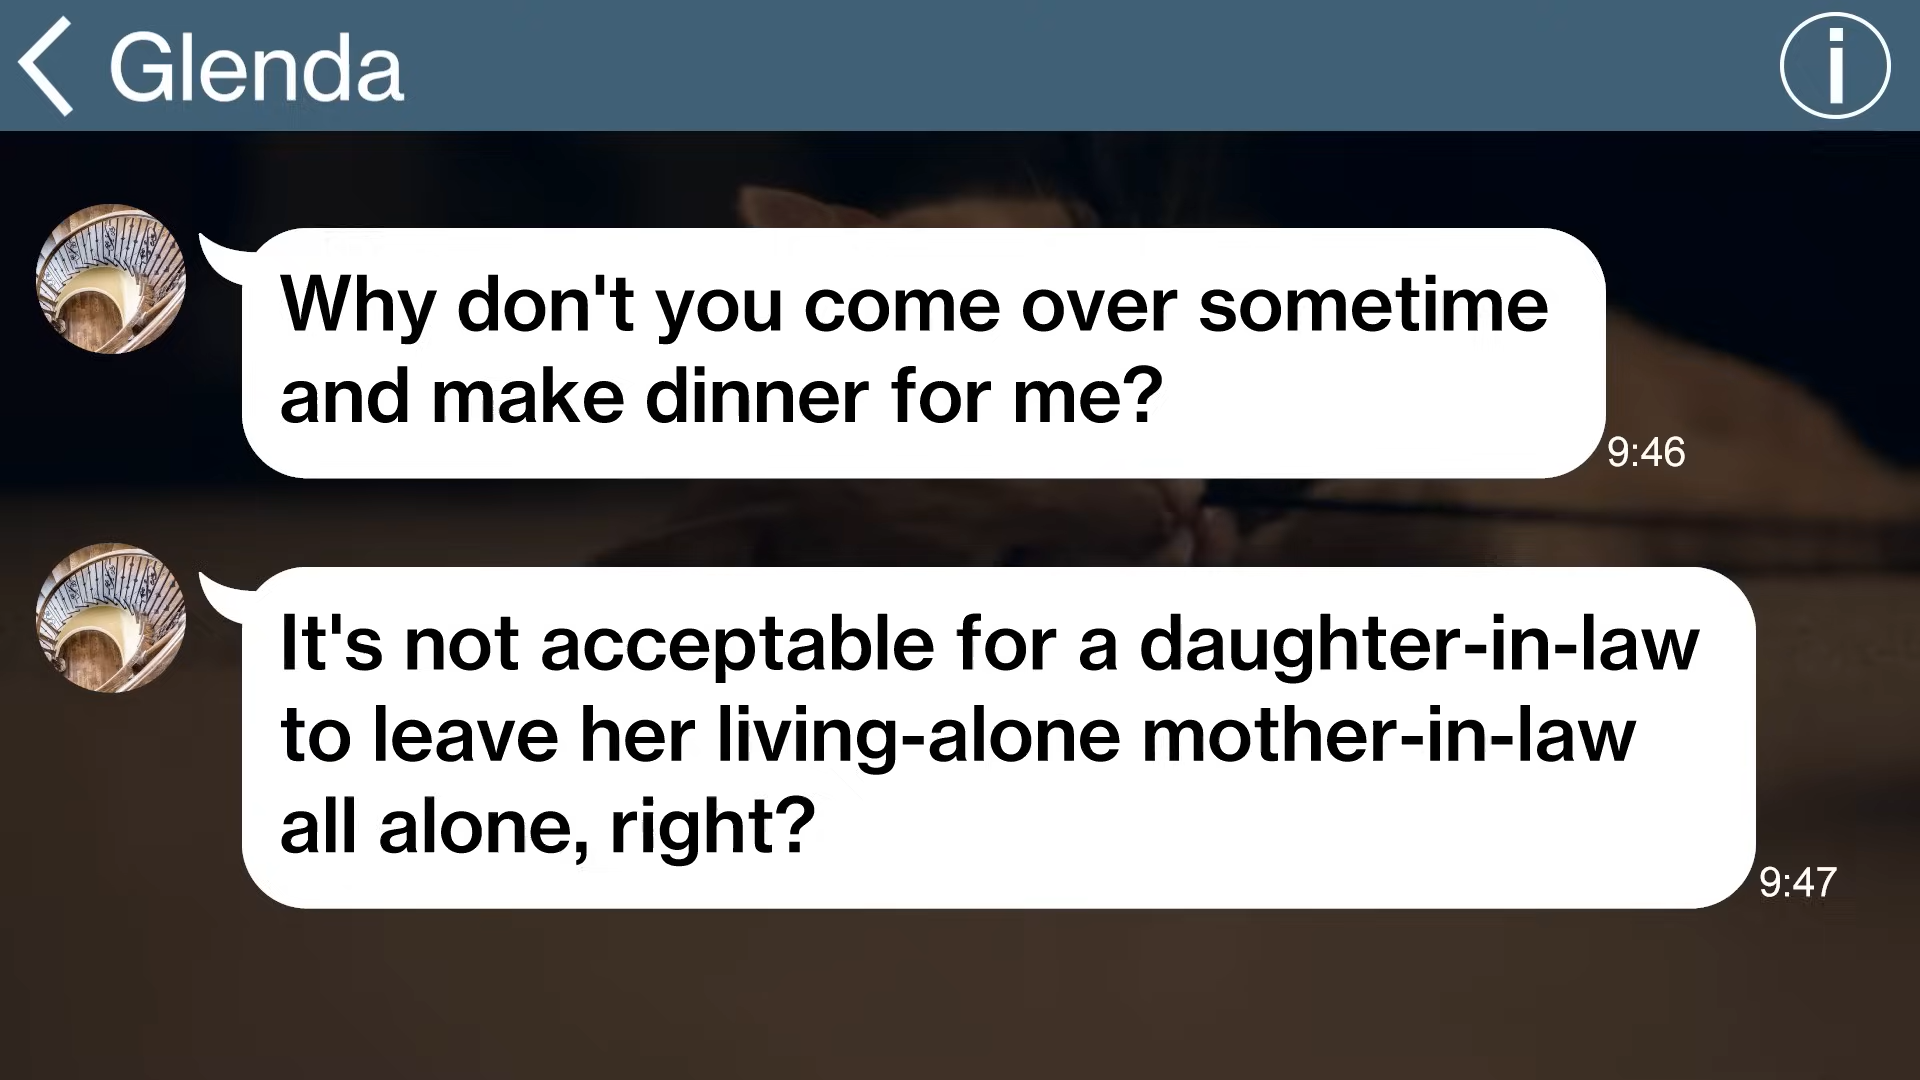 Glenda
Why don't you come over sometime
and make dinner for me?
9:46
It's not acceptable for a daughter-in-law
to leave her living-alone mother-in-law
all alone, right?
9:47